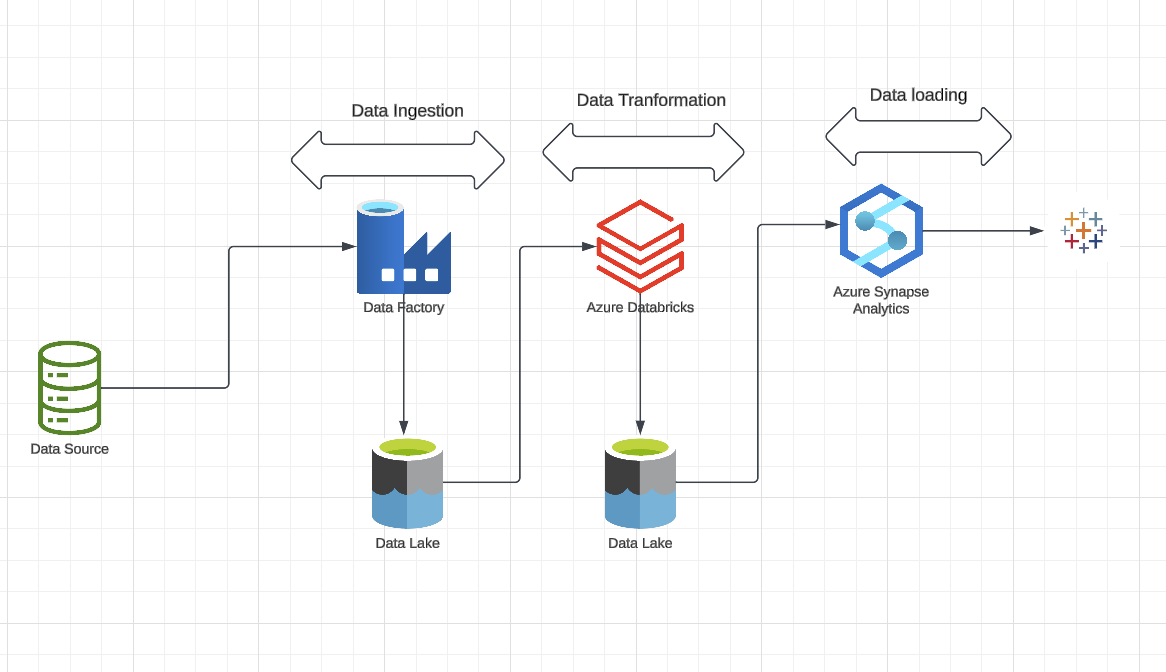 Data Ingestion
Data Tranformation
Data loading
Data Factory
Azure Databricks
Azure Synapse
Analytics
Data Source
Data Lake
Data Lake